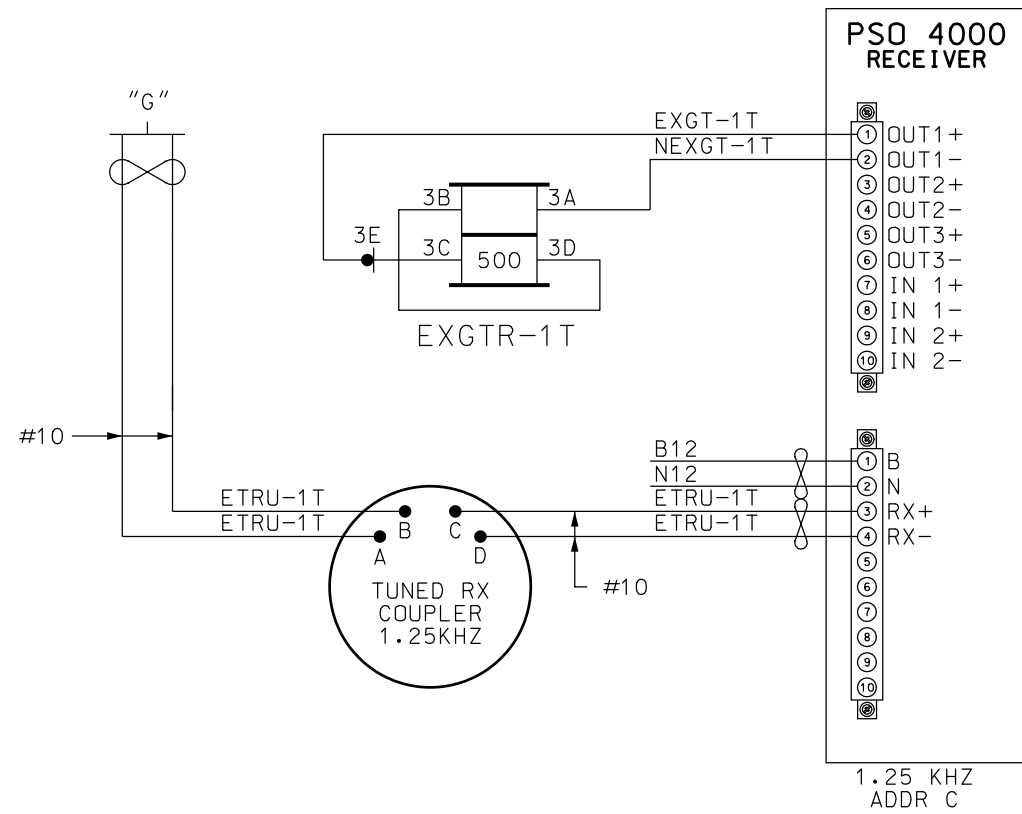 PSO 4000
RECEIVER
"G"
EXGT-1T
NEXGT-1T
1 OUT1+
2 OUT1-
3 OUT2+
4 OUT2-
5 OUT3+
6 OUT3-
7 IN 1+
8 IN 1-
9 IN 2+
10 IN 2-
3B
3A
3E
3C
500
3D
EXGTR-1T
#10
B12
N12
ETRU-1T
ETRU-1T
1 B
2 N
3 RX+
4 RX-
5
6
7
8
9
10
ETRU-1T
ETRU-1T
B
C
A
D
#10
TUNED RX
COUPLER
1.25KHZ
1.25 KHZ
ADDR C